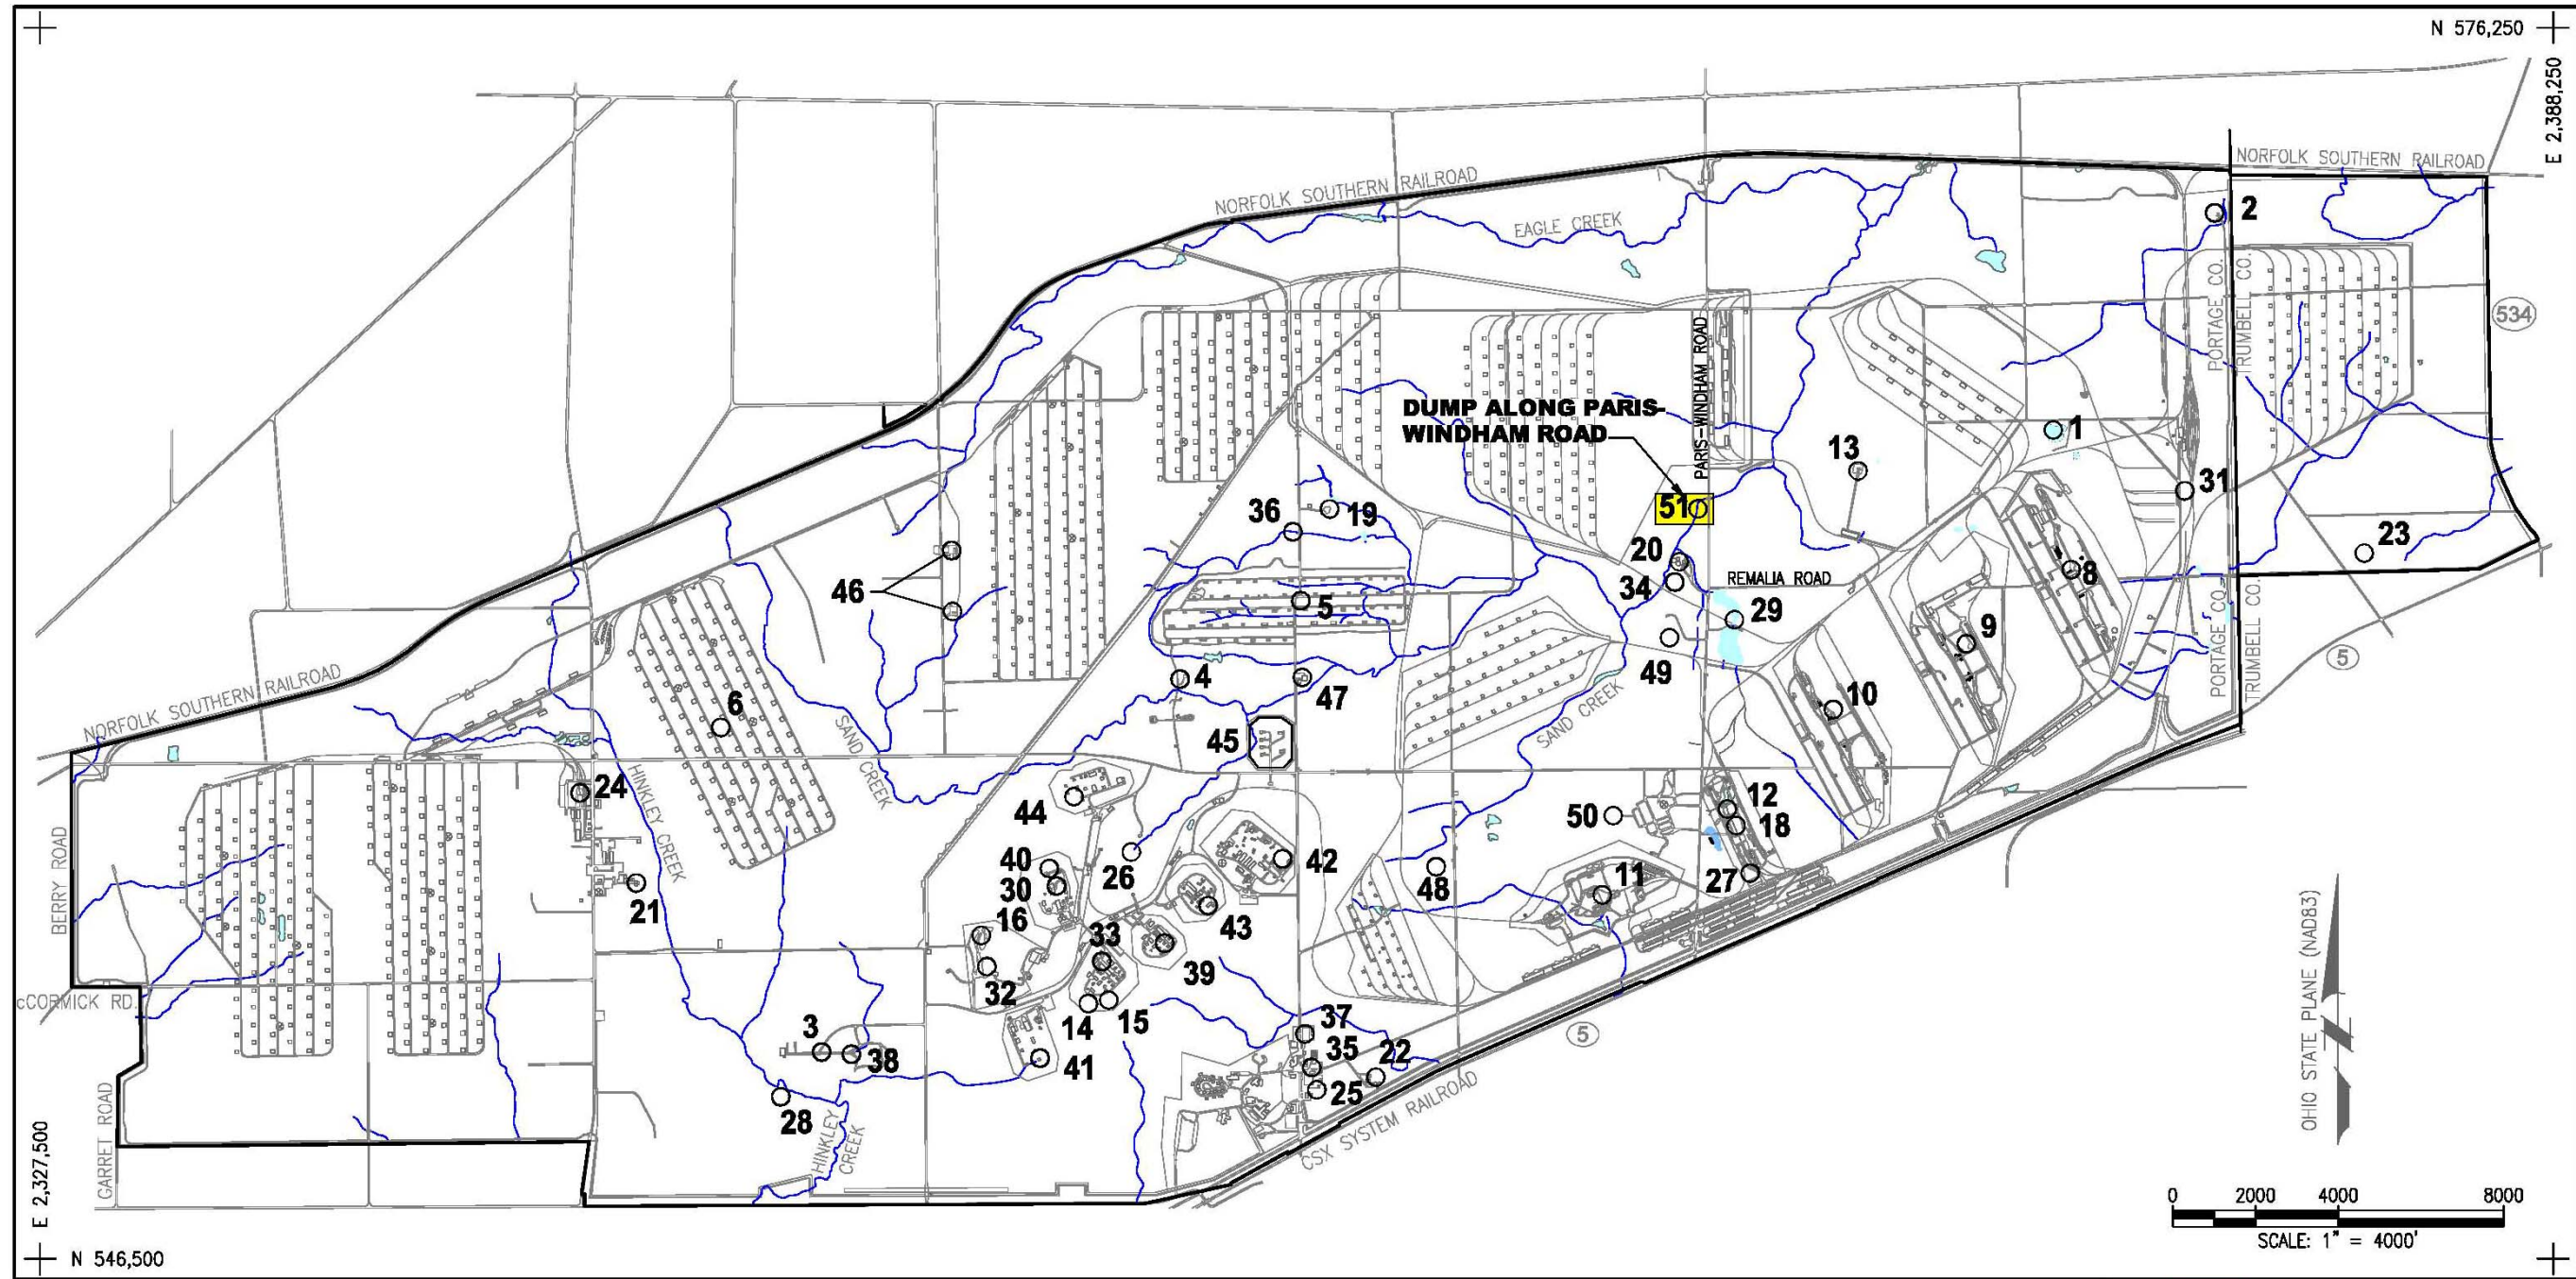 N 576,250
E 2,388,250
NORFOLK SOUTHERN RAILROAD
NORFOLK SOUTHERN RAILROAD
2
EAGLE CREEK
PORTAGE CO.
TRUMBELL CO.
534
PARIS-WINDHAM ROAD
DUMP ALONG PARIS-
WINDHAM ROAD
1
13
31
51
36
19
23
20
8
REMALIA ROAD
46
34
5
29
9
49
5
4
47
10
PORTAGE CO.
TRUMBELL CO.
NORFOLK SOUTHERN RAILROAD
6
SAND CREEK
SAND CREEK
45
24
HINKLEY CREEK
44
12
50
18
40
26
42
30
48
11
27
BERRY ROAD
21
16
43
33
39
32
cCORMICK RD.
14
15
37
5
3
38
35
22
41
25
28
CSX SYSTEM RAILROAD
HINKLEY
CREEK
GARRET ROAD
OHIO STATE PLANE (NAD83)
E 2,327,500
N 546,500
0 2000 4000 8000
SCALE: 1" = 4000'